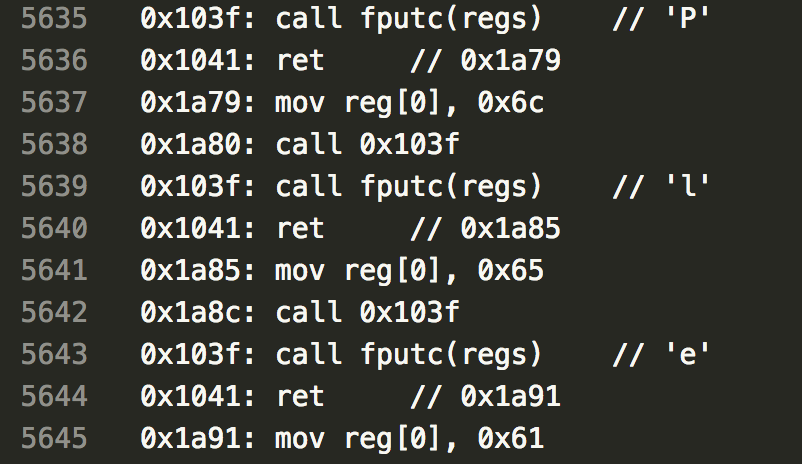 5635 0x103f: call fputc(regs) // 'P'
5636 0x1041: ret // 0x1a79
5637 0x1a79: mov reg[0], 0x6c
5638 0x1a80: call 0x103f
5639 0x103f: call fputc(regs) // 'l'
5640 0x1041: ret // 0x1a85
5641 0x1a85: mov reg[0], 0x65
5642 0x1a8c: call 0x103f
5643 0x103f: call fputc(regs) // 'e'
5644 0x1041: ret // 0x1a91
5645 0x1a91: mov reg[0], 0x61